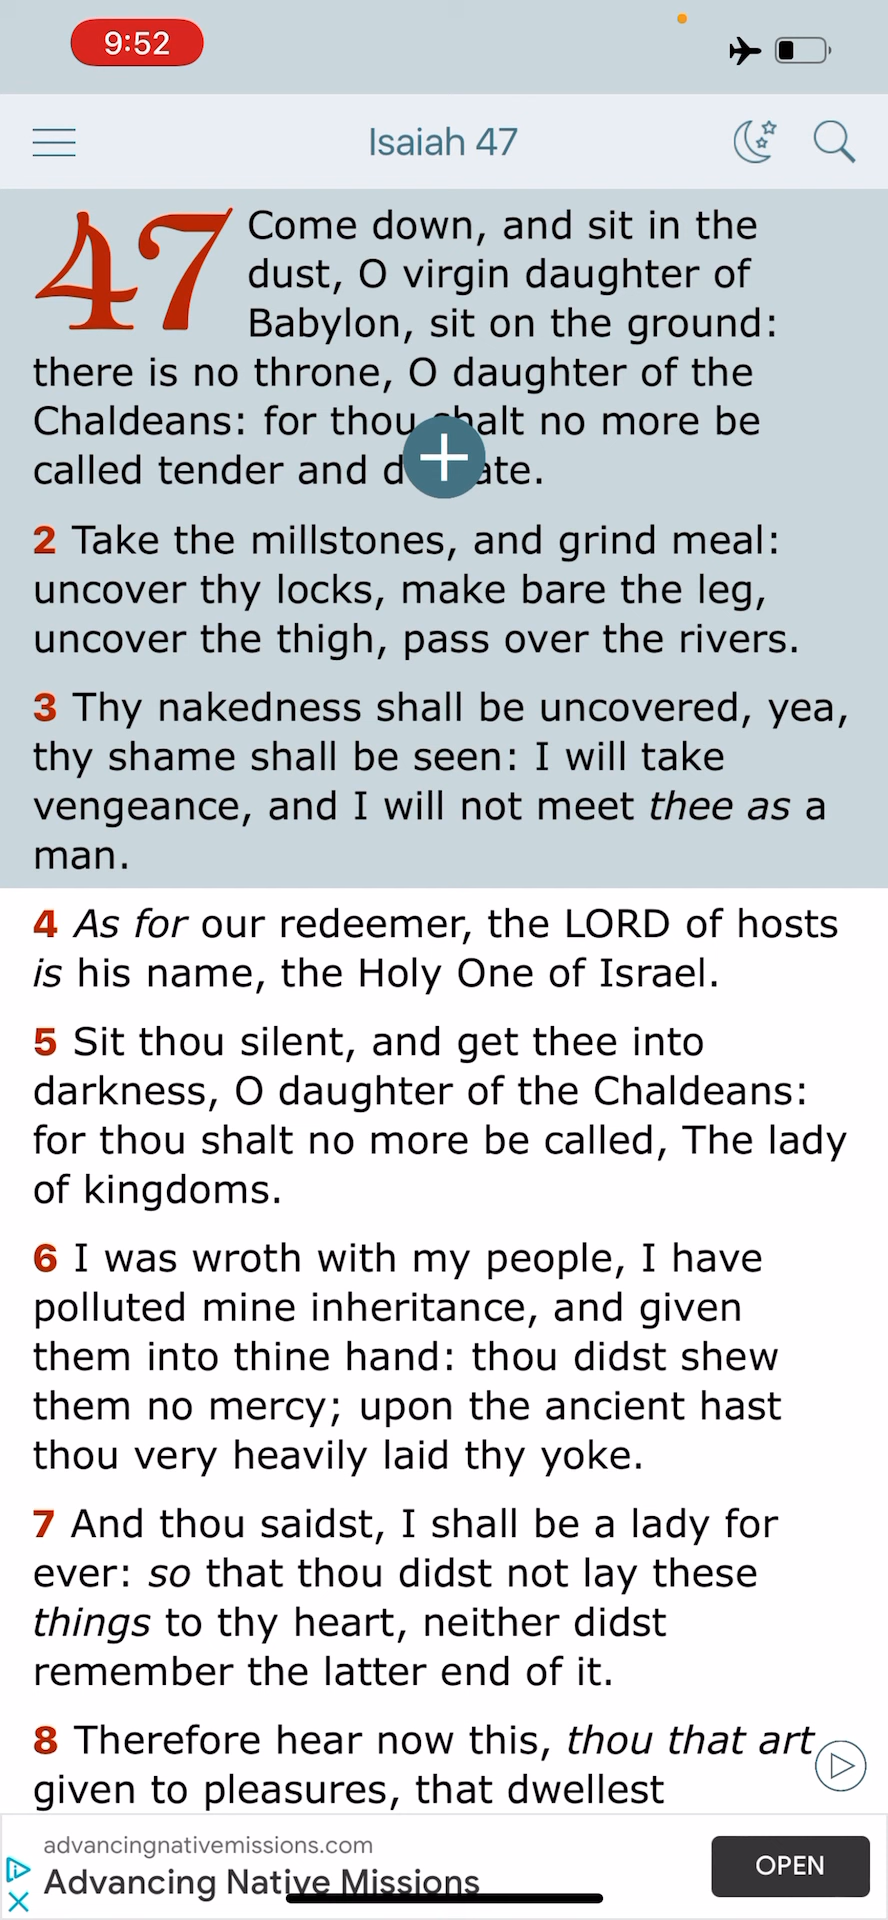 9:52
Isaiah 47
47 Come down, and sit in the
dust, O virgin daughter of
Babylon, sit on the ground:
there is no throne, O daughter of the
Chaldeans: for thou shalt no more be
called tender and d ate.
2 Take the millstones, and grind meal:
uncover thy locks, make bare the leg,
uncover the thigh, pass over the rivers.
3 Thy nakedness shall be uncovered, yea,
thy shame shall be seen: I will take
vengeance, and I will not meet thee as a
man.
4 As for our redeemer, the LORD of hosts
is his name, the Holy One of Israel.
5 Sit thou silent, and get thee into
darkness, O daughter of the Chaldeans:
for thou shalt no more be called, The lady
of kingdoms.
6 I was wroth with my people, I have
polluted mine inheritance, and given
them into thine hand: thou didst shew
them no mercy; upon the ancient hast
thou very heavily laid thy yoke.
7 And thou saidst, I shall be a lady for
ever: so that thou didst not lay these
things to thy heart, neither didst
remember the latter end of it.
8 Therefore hear now this, thou that art
given to pleasures, that dwellest
advancingnativemissions.com
Advancing Native Missions
OPEN